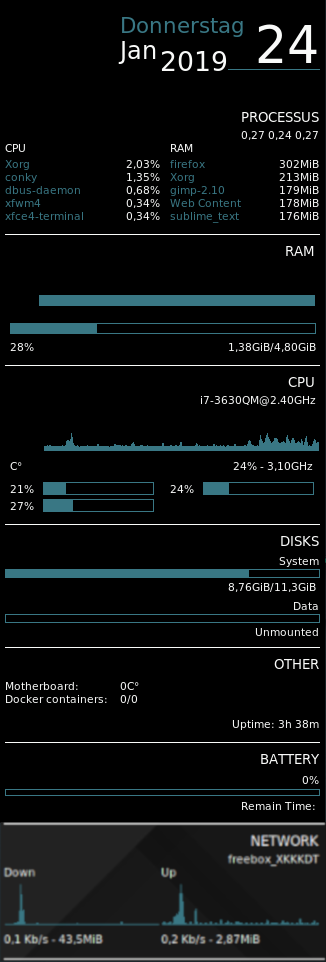 Donnerstag
Jan 2019 24
PROCESSUS
0,27 0,24 0,27
CPU RAM
Xorg 2,03% firefox 302MiB
conky 1,35% Xorg 213MiB
dbus-daemon 0,68% gimp-2.10 179MiB
xfwm4 0,34% Web Content 178MiB
xfce4-terminal 0,34% sublime_text 176MiB
RAM
28% 1,38GiB/4,80GiB
CPU
i7-3630QM@2.40GHz
C° 24% - 3,10GHz
21% 24%
27%
DISKS
System
8,76GiB/11,3GiB
Data
Unmounted
OTHER
Motherboard: 0C°
Docker containers: 0/0
Uptime: 3h 38m
BATTERY
0%
Remain Time:
NETWORK
freebox_XKKKDT
Down Up
0,1 Kb/s - 43,5MiB 0,2 Kb/s - 2,87MiB